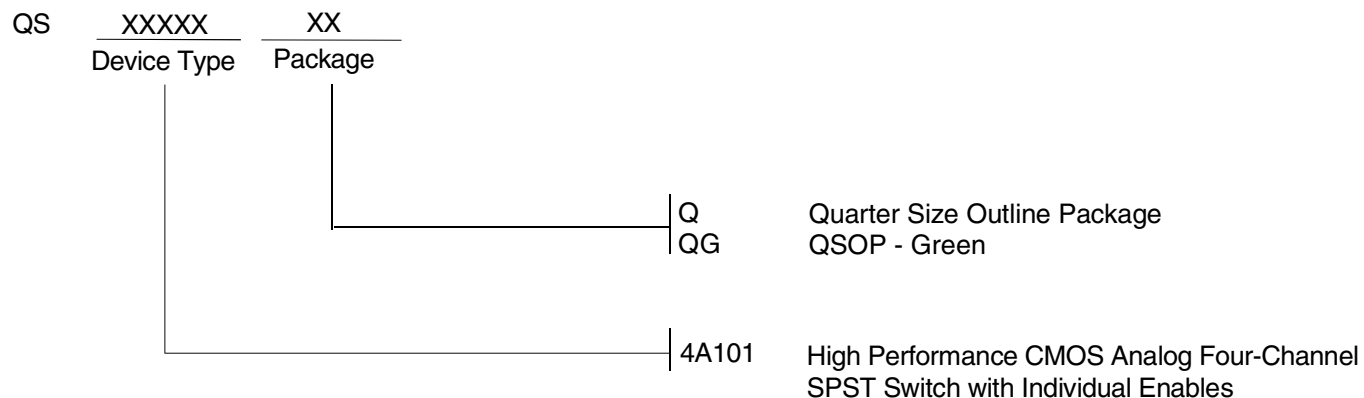 QS XXXXX XX
Device Type Package
Q Quarter Size Outline Package
QG QSOP - Green
4A101 High Performance CMOS Analog Four-Channel
SPST Switch with Individual Enables